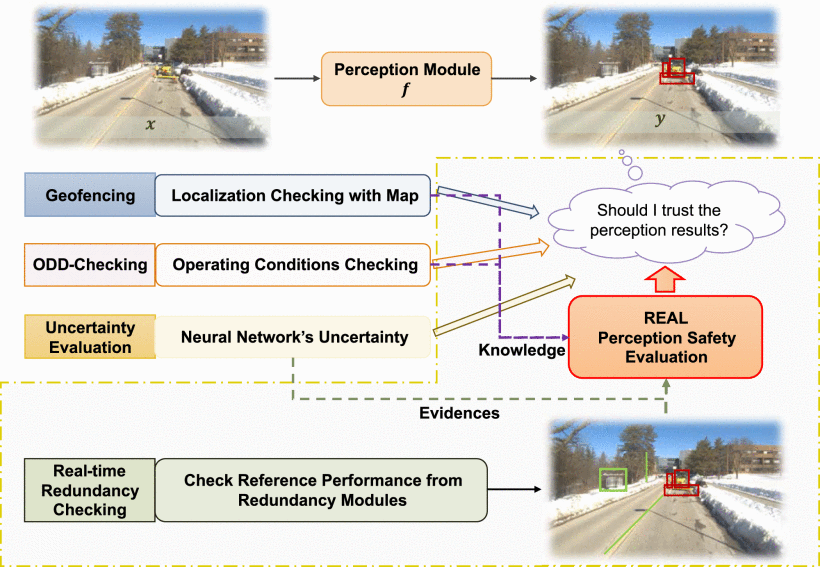 Perception Module
f
x
y
Geofencing
Localization Checking with Map
Should I trust the
perception results?
ODD-Checking
Operating Conditions Checking
Uncertainty
Evaluation
Neural Network's Uncertainty
REAL
Perception Safety
Evaluation
Knowledge
Evidences
Real-time
Redundancy
Checking
Check Reference Performance from
Redundancy Modules